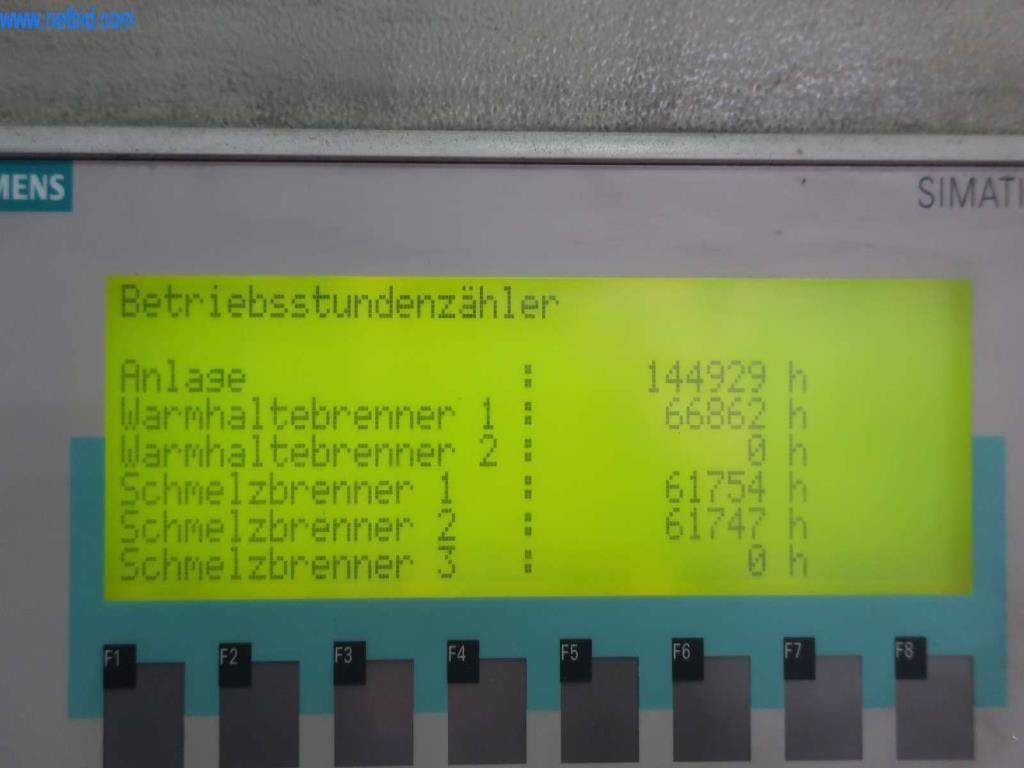 www.netbid.com
MENS
SIMATI
Betriebsstundenzähler
Anlage : 144929 h
Warmhaltebrenner 1 : 66862 h
Warmhaltebrenner 2 : 0 h
Schmelzbrenner 1 : 61754 h
Schmelzbrenner 2 : 61747 h
Schmelzbrenner 3 : 0 h
F1 F2 F3 F4 F5 F6 F7 F8